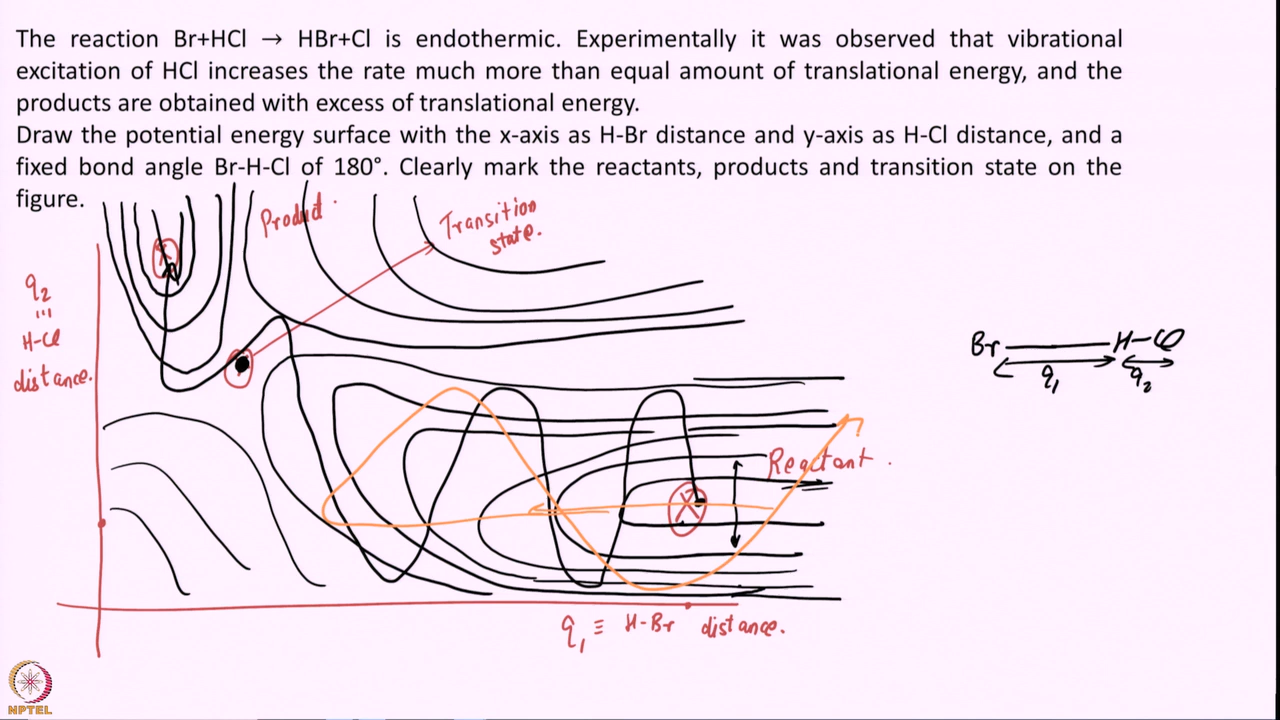 The reaction Br+HCl → HBr+Cl is endothermic. Experimentally it was observed that vibrational
excitation of HCl increases the rate much more than equal amount of translational energy, and the
products are obtained with excess of translational energy.
Draw the potential energy surface with the x-axis as H-Br distance and y-axis as H-Cl distance, and a
fixed bond angle Br-H-Cl of 180°. Clearly mark the reactants, products and transition state on the
figure.
Product.
Transition
state.
q2
≡
H-Cl
distance.
Br H-Cl
q1 q2
Reactant.
q1 ≡ H-Br distance.
NPTEL